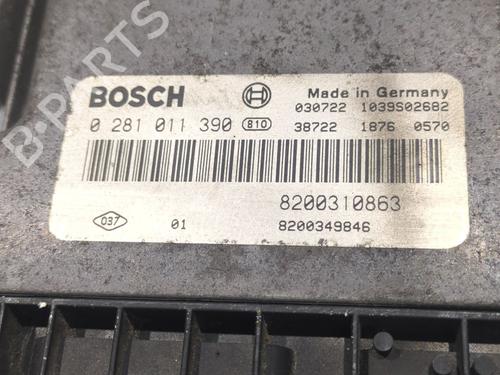 BOSCH
Made in Germany
030722 1039S02682
0 281 011 390 810
38722 1876 0570
8200310863
037 01 8200349846
B-PARTS